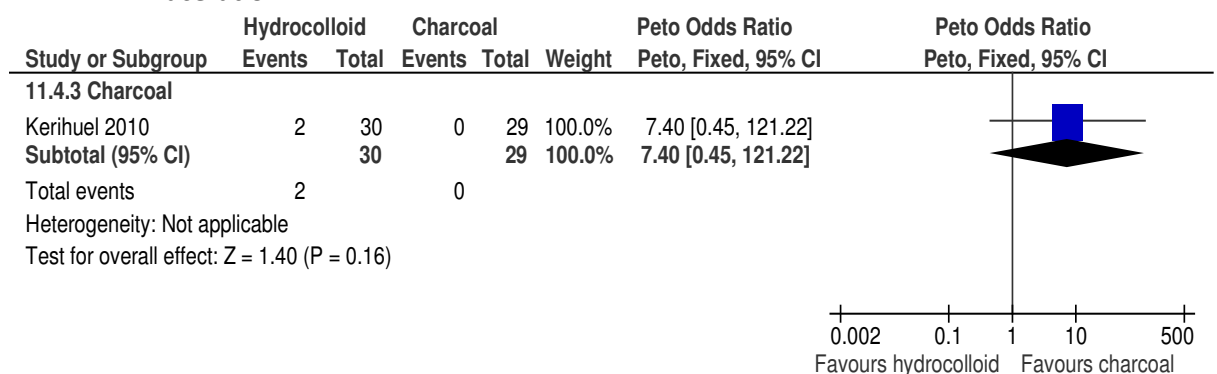 Hydrocolloid Charcoal Peto Odds Ratio Peto Odds Ratio
Study or Subgroup Events Total Events Total Weight Peto, Fixed, 95% CI Peto, Fixed, 95% CI
11.4.3 Charcoal
Kerihuel 2010 2 30 0 29 100.0% 7.40 [0.45, 121.22]
Subtotal (95% CI) 30 29 100.0% 7.40 [0.45, 121.22]
Total events 2 0
Heterogeneity: Not applicable
Test for overall effect: Z = 1.40 (P = 0.16)
0.002 0.1 1 10 500
Favours hydrocolloid Favours charcoal